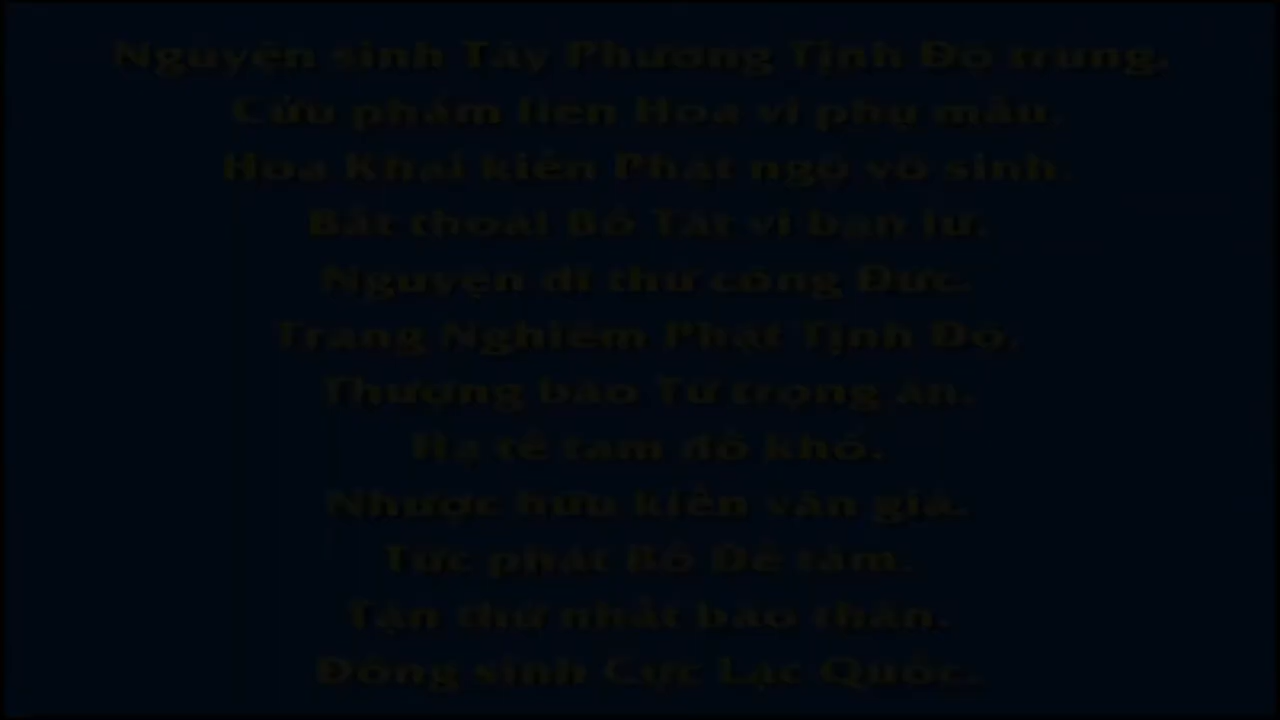 Nguyện sinh Tây Phương Tịnh Độ trung.
Cửu phẩm liên Hoa vi phụ mẫu.
Hoa Khai kiến Phật ngộ vô sinh.
Bất thoái Bồ Tát vi bạn lự.
Nguyện dĩ thử công Đức.
Trang Nghiêm Phật Tịnh Độ.
Thượng báo Tứ trọng ân.
Hạ tế tam đồ khổ.
Nhược hữu kiến văn giả.
Tức phát Bồ Đề tâm.
Tận thử nhất báo thân.
Đồng sinh Cực Lạc Quốc.